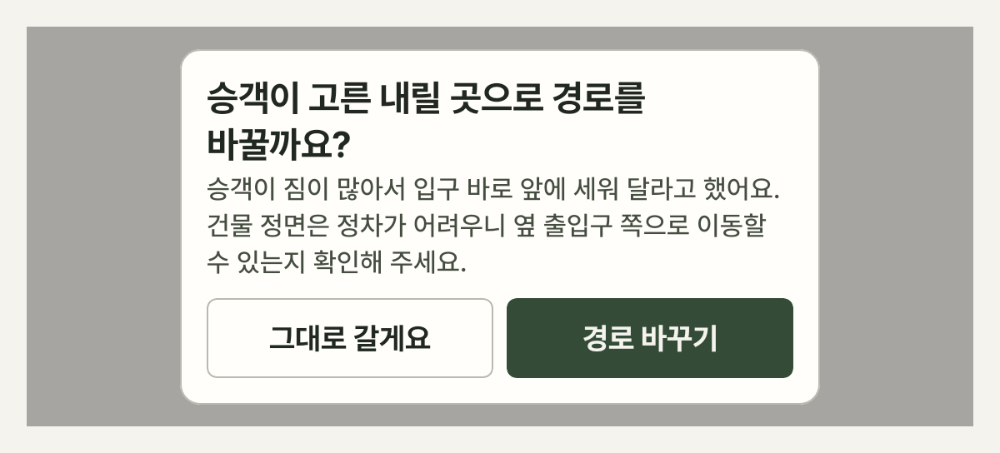 승객이 고른 내릴 곳으로 경로를
바꿀까요?
승객이 짐이 많아서 입구 바로 앞에 세워 달라고 했어요.
건물 정면은 정차가 어려우니 옆 출입구 쪽으로 이동할
수 있는지 확인해 주세요.
그대로 갈게요
경로 바꾸기